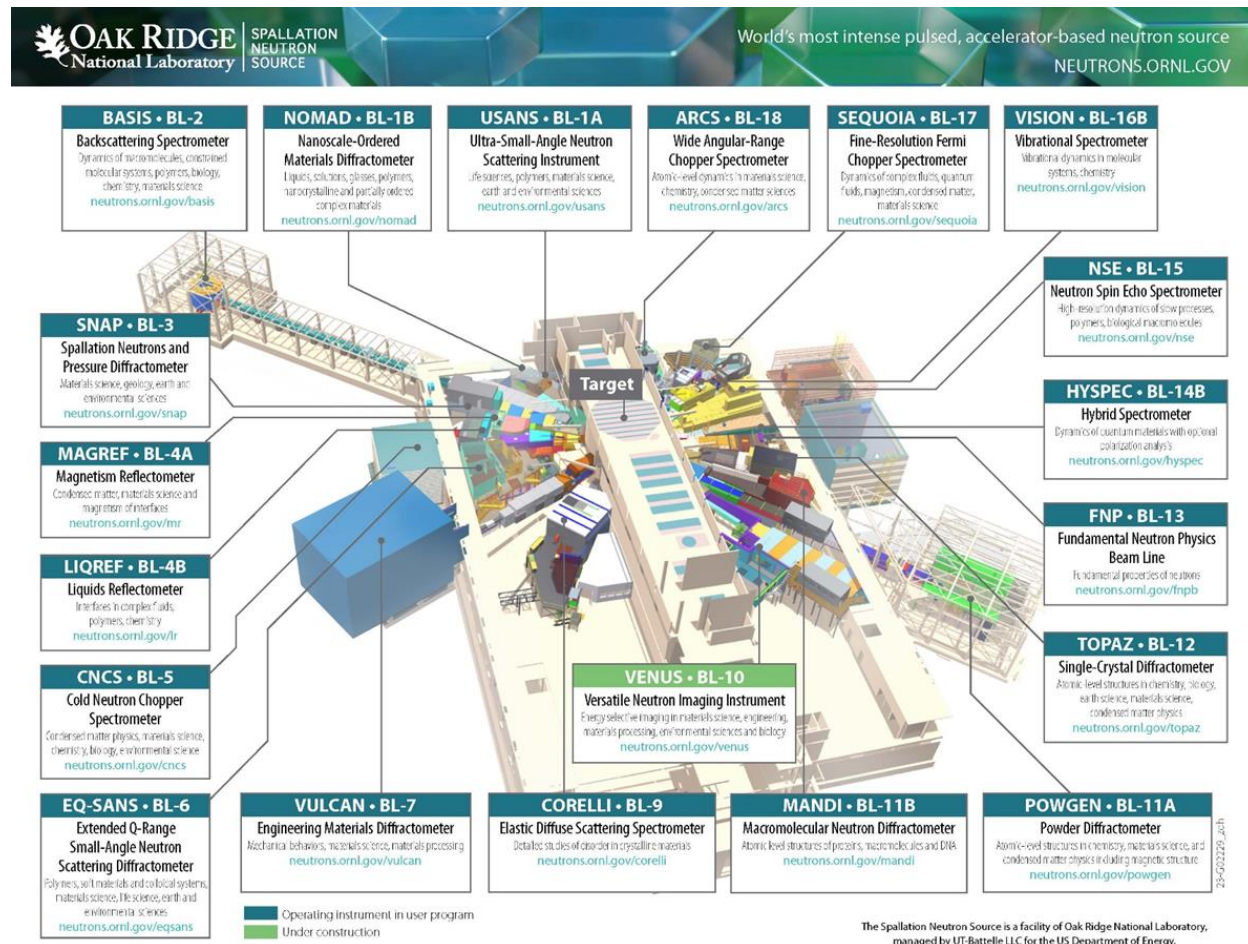 OAK RIDGE
National Laboratory
SPALLATION
NEUTRON
SOURCE
World's most intense pulsed, accelerator-based neutron source
NEUTRONS.ORNL.GOV
BASIS • BL-2
Backscattering Spectrometer
Dynamics of macromolecules, constrained
molecular systems, polymers, biology,
chemistry, materials science
neutrons.ornl.gov/basis
NOMAD • BL-1B
Nanoscale-Ordered
Materials Diffractometer
Liquids, solutions, glasses, polymers,
nanocrystalline and partially ordered
complex materials
neutrons.ornl.gov/nomad
USANS • BL-1A
Ultra-Small-Angle Neutron
Scattering Instrument
Life sciences, polymers, materials science,
earth and environmental sciences
neutrons.ornl.gov/usans
ARCS • BL-18
Wide Angular-Range
Chopper Spectrometer
Atomic-level dynamics in materials science,
chemistry, condensed matter sciences
neutrons.ornl.gov/arcs
SEQUOIA • BL-17
Fine-Resolution Fermi
Chopper Spectrometer
Dynamics of complex fluids, quantum
fluids, magnetism, condensed matter,
materials science
neutrons.ornl.gov/sequoia
VISION • BL-16B
Vibrational Spectrometer
Vibrational dynamics in molecular
systems, chemistry
neutrons.ornl.gov/vision
NSE • BL-15
Neutron Spin Echo Spectrometer
High-resolution dynamics of slow processes,
polymers, biological macromolecules
neutrons.ornl.gov/nse
SNAP • BL-3
Spallation Neutrons and
Pressure Diffractometer
Materials science, geology, earth and
environmental sciences
neutrons.ornl.gov/snap
Target
HYSPEC • BL-14B
Hybrid Spectrometer
Dynamics of quantum materials with optional
polarization analysis
neutrons.ornl.gov/hyspec
MAGREF • BL-4A
Magnetism Reflectometer
Condensed matter, materials science and
magnetism of interfaces
neutrons.ornl.gov/mr
FNP • BL-13
Fundamental Neutron Physics
Beam Line
Fundamental properties of neutrons
neutrons.ornl.gov/fnpb
LIQREF • BL-4B
Liquids Reflectometer
Interfaces in complex fluids,
polymers, chemistry
neutrons.ornl.gov/lr
TOPAZ • BL-12
Single-Crystal Diffractometer
Atomic-level structures in chemistry, biology,
earth science, materials science,
condensed matter physics
neutrons.ornl.gov/topaz
CNCS • BL-5
Cold Neutron Chopper
Spectrometer
Condensed matter physics, materials science,
chemistry, biology, environmental science
neutrons.ornl.gov/cncs
VENUS • BL-10
Versatile Neutron Imaging Instrument
Energy selective imaging in materials science, engineering,
materials processing, environmental sciences and biology
neutrons.ornl.gov/venus
EQ-SANS • BL-6
Extended Q-Range
Small-Angle Neutron
Scattering Diffractometer
Polymers, soft materials and colloidal systems,
materials science, life science, earth and
environmental sciences
neutrons.ornl.gov/eqsans
VULCAN • BL-7
Engineering Materials Diffractometer
Mechanical behaviors, materials science, materials processing
neutrons.ornl.gov/vulcan
CORELLI • BL-9
Elastic Diffuse Scattering Spectrometer
Detailed studies of disorder in crystalline materials
neutrons.ornl.gov/corelli
MANDI • BL-11B
Macromolecular Neutron Diffractometer
Atomic level structures of proteins, macromolecules and DNA
neutrons.ornl.gov/mandi
POWGEN • BL-11A
Powder Diffractometer
Atomic-level structures in chemistry, materials science, and
condensed matter physics including magnetic structure
neutrons.ornl.gov/powgen
23-G02229_zch
Operating instrument in user program
Under construction
The Spallation Neutron Source is a facility of Oak Ridge National Laboratory,
managed by UT-Battelle LLC for the US Department of Energy.